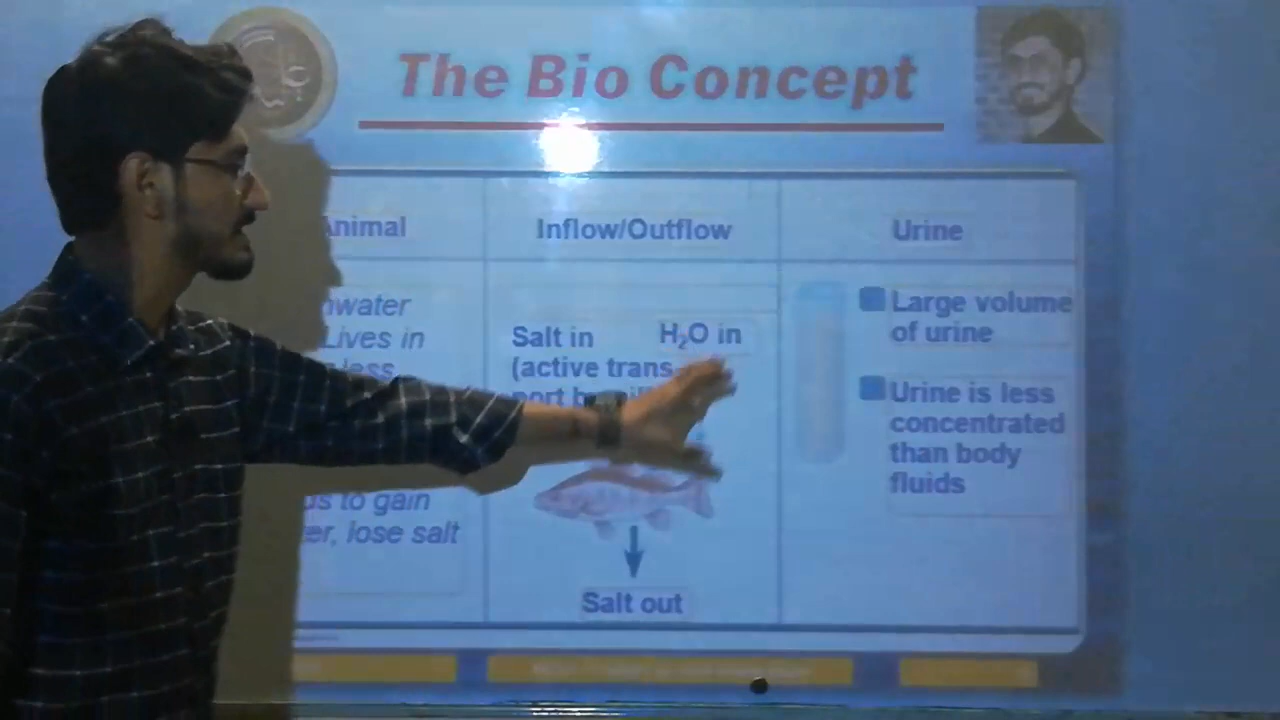 The Bio Concept
Animal
Inflow/Outflow
Urine
Lives in
less
to gain
lose salt
Salt in
(active trans
H₂O in
Salt out
Large volume
of urine
Urine is less
concentrated
than body
fluids